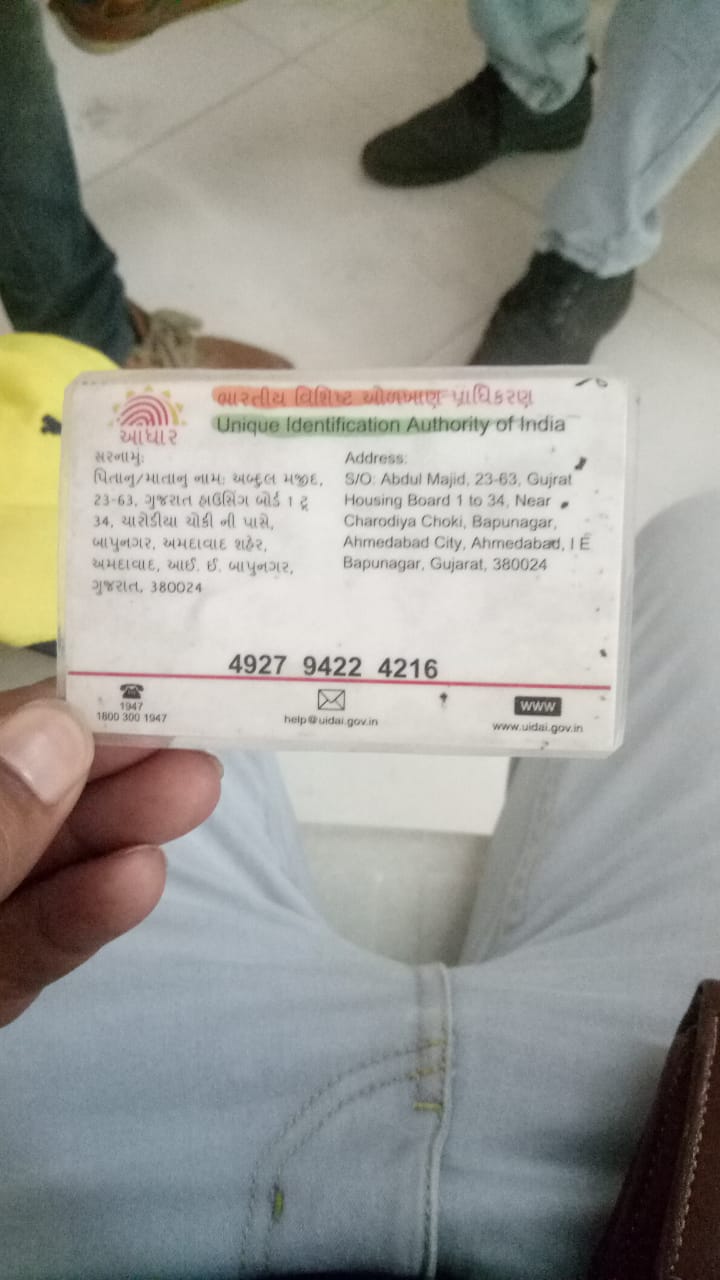 ભારતીય વિશિષ્ટ ઓળખાણ પ્રાધિકરણ
Unique Identification Authority of India
આધાર
સરનામું:
પિતાનું/માતાનું નામ: અબ્દુલ મજીદ,
23-63, ગુજરાત હાઉસિંગ બોર્ડ 1 ટૂ
34, ચારોડીયા ચોકી ની પાસે,
બાપુનગર, અમદાવાદ શહેર,
અમદાવાદ, આઈ. ઈ. બાપુનગર,
ગુજરાત, 380024
Address:
S/O: Abdul Majid, 23-63, Gujrat
Housing Board 1 to 34, Near
Charodiya Choki, Bapunagar,
Ahmedabad City, Ahmedabad, I E
Bapunagar, Gujarat, 380024
4927 9422 4216
1947
1800 300 1947
help@uidai.gov.in
WWW
www.uidai.gov.in